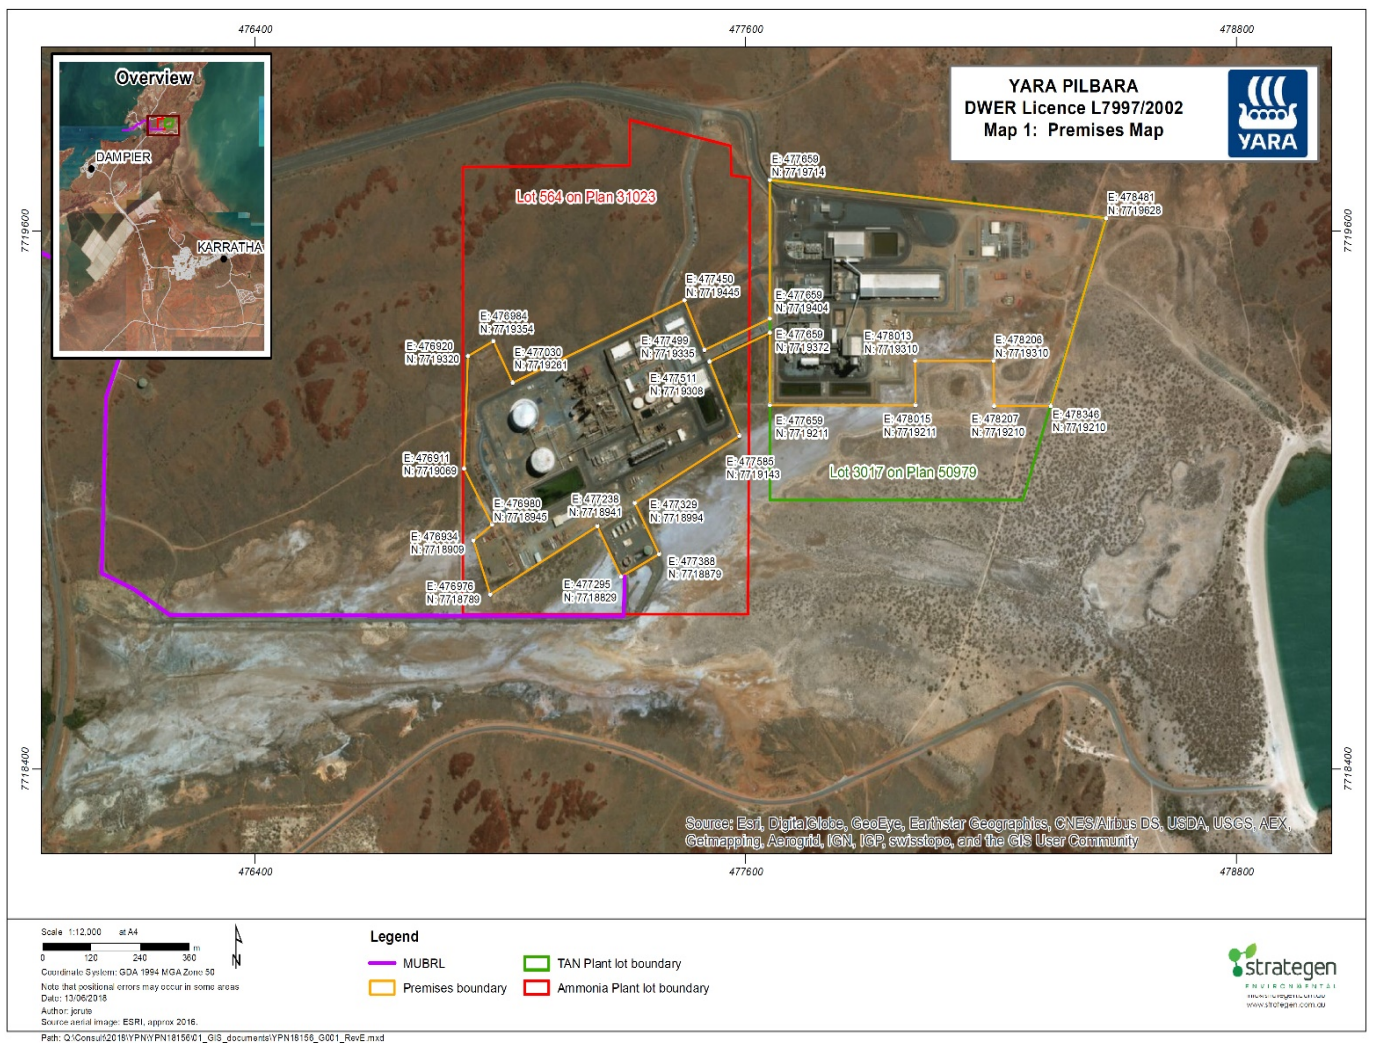 476400
477600
478800
Overview
DAMPIER
KARRATHA
YARA PILBARA
DWER Licence L7997/2002
Map 1: Premises Map
YARA
7719600
7719600
Lot 564 on Plan 31023
E: 477659
N: 7719714
E: 478481
N: 7719628
E: 477450
N: 7719445
E: 477659
N: 7719404
E: 476984
N: 7719354
E: 476920
N: 7719320
E: 477030
N: 7719261
E: 477499
N: 7719335
E: 477659
N: 7719372
E: 478013
N: 7719310
E: 478206
N: 7719310
E: 477511
N: 7719308
E: 477659
N: 7719211
E: 478015
N: 7719211
E: 478207
N: 7719210
E: 478346
N: 7719210
E: 476911
N: 7719069
E: 477585
N: 7719143
Lot 3017 on Plan 50979
E: 476980
N: 7718945
E: 477238
N: 7718941
E: 477329
N: 7718994
E: 476934
N: 7718909
E: 477388
N: 7718879
E: 476976
N: 7718789
E: 477295
N: 7718829
7718400
7718400
Source: Esri, DigitalGlobe, GeoEye, Earthstar Geographics, CNES/Airbus DS, USDA, USGS, AEX,
Getmapping, Aerogrid, IGN, IGP, swisstopo, and the GIS User Community
476400
477600
478800
Scale 1:12,000 at A4
m
0 120 240 360
N
Coordinate System: GDA 1994 MGA Zone 50
Note that positional errors may occur in some areas
Date: 13/06/2018
Author: jcrute
Source aerial image: ESRI, approx 2016.
Path: Q:\Consult\2018\YPN\YPN18156\01_GIS_documents\YPN18156_G001_RevE.mxd
Legend
MUBRL
TAN Plant lot boundary
Premises boundary
Ammonia Plant lot boundary
strategen
ENVIRONMENTAL
www.strategen.com.au